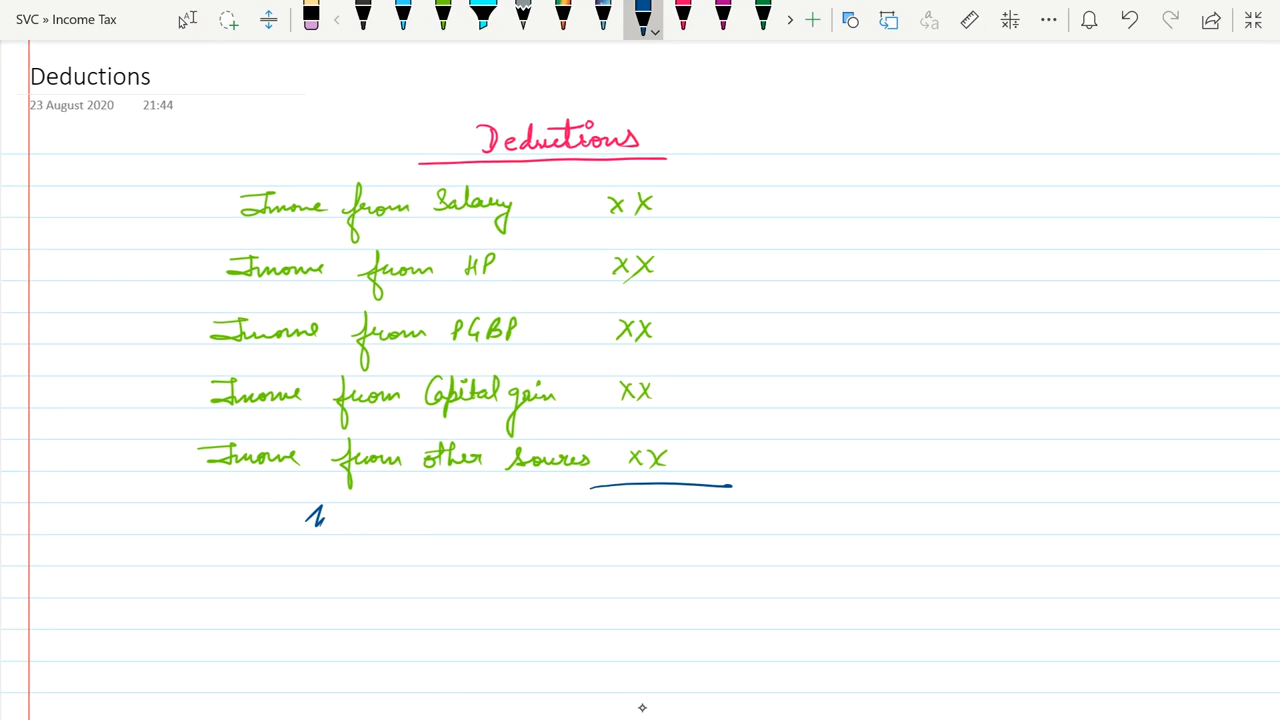 SVC » Income Tax
Deductions
23 August 2020 21:44
Deductions
Income from Salary XX
Income from HP XX
Income from PGBP XX
Income from Capital gain XX
Income from other soures XX